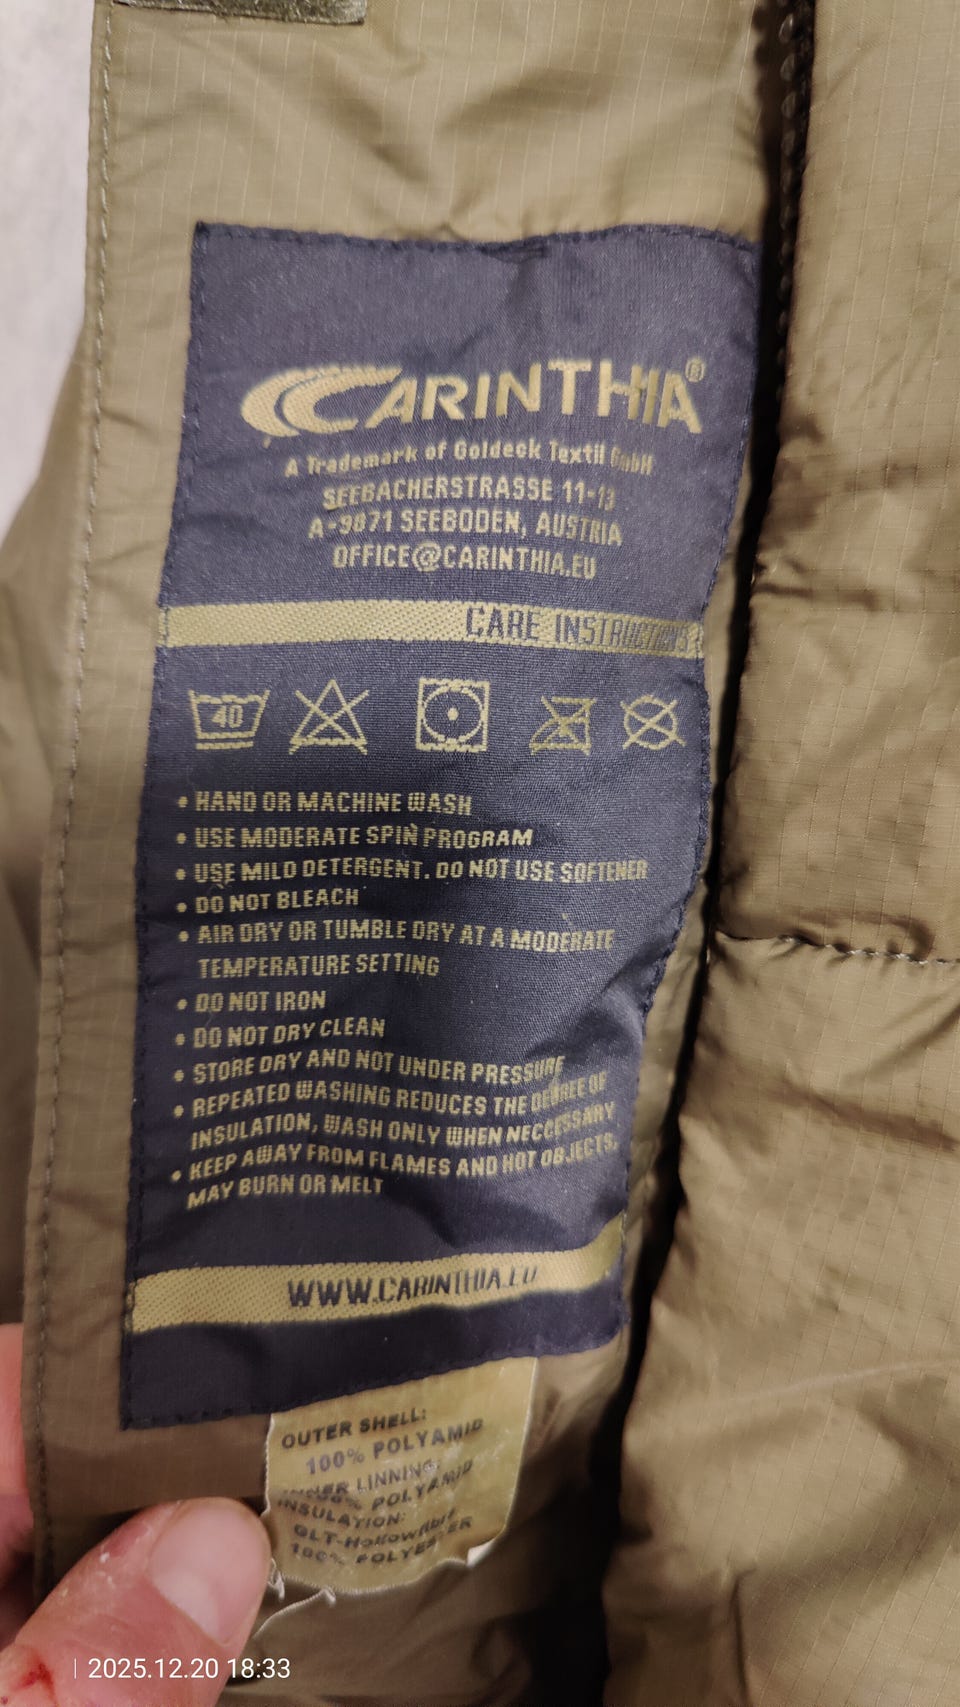 CARINTHIA®
A Trademark of Goldeck Textil GmbH
SEEBACHERSTRASSE 11-13
A-9871 SEEBODEN, AUSTRIA
OFFICE@CARINTHIA.EU
CARE INSTRUCTIONS
40
• HAND OR MACHINE WASH
• USE MODERATE SPIN PROGRAM
• USE MILD DETERGENT. DO NOT USE SOFTENER
• DO NOT BLEACH
• AIR DRY OR TUMBLE DRY AT A MODERATE
TEMPERATURE SETTING
• DO NOT IRON
• DO NOT DRY CLEAN
• STORE DRY AND NOT UNDER PRESSURE
• REPEATED WASHING REDUCES THE DEGREE OF
INSULATION, WASH ONLY WHEN NECCESSARY
• KEEP AWAY FROM FLAMES AND HOT OBJECTS,
MAY BURN OR MELT
WWW.CARINTHIA.EU
OUTER SHELL:
100% POLYAMID
INNER LINNING:
100% POLYAMID
INSULATION:
GLT-Hollowfibre
100% POLYESTER
2025.12.20 18:33